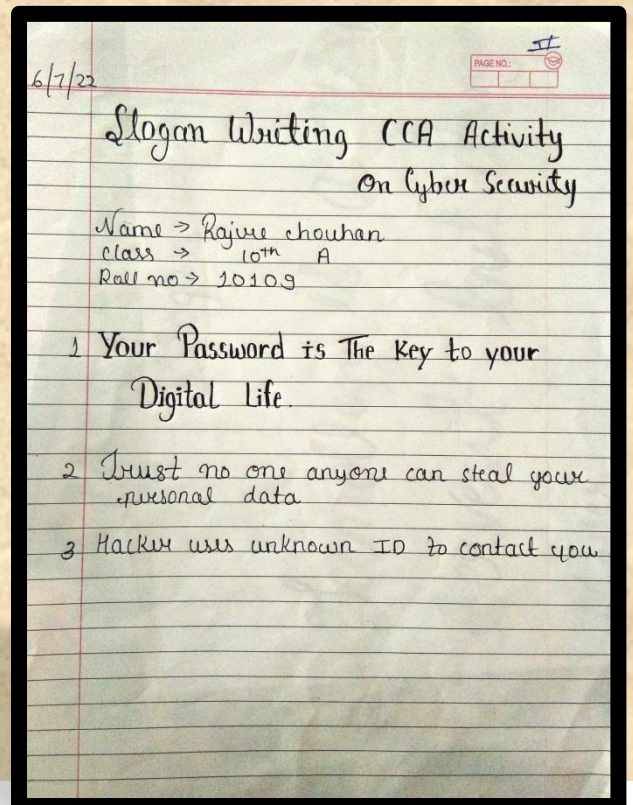 II
PAGE NO.:
6/7/22
Slogan Writing CCA Activity
On Cyber Security
Name → Rajvee chouhan
class → 10th A
Roll no → 10109
1 Your Password is The Key to your
Digital Life.
2 Trust no one anyone can steal your
personal data
3 Hacker uses unknown ID to contact you